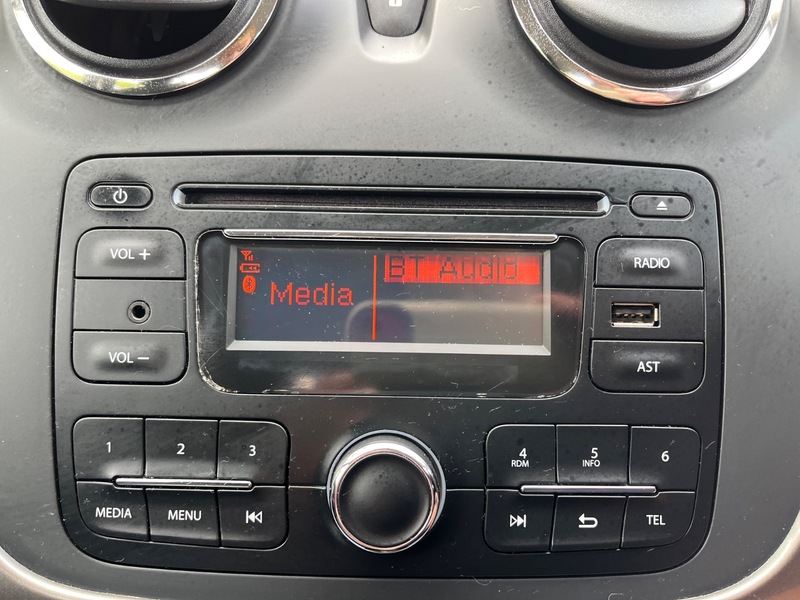 VOL +
Media
BT Audio
RADIO
VOL −
AST
1
2
3
4
RDM
5
INFO
6
MEDIA
MENU
TEL